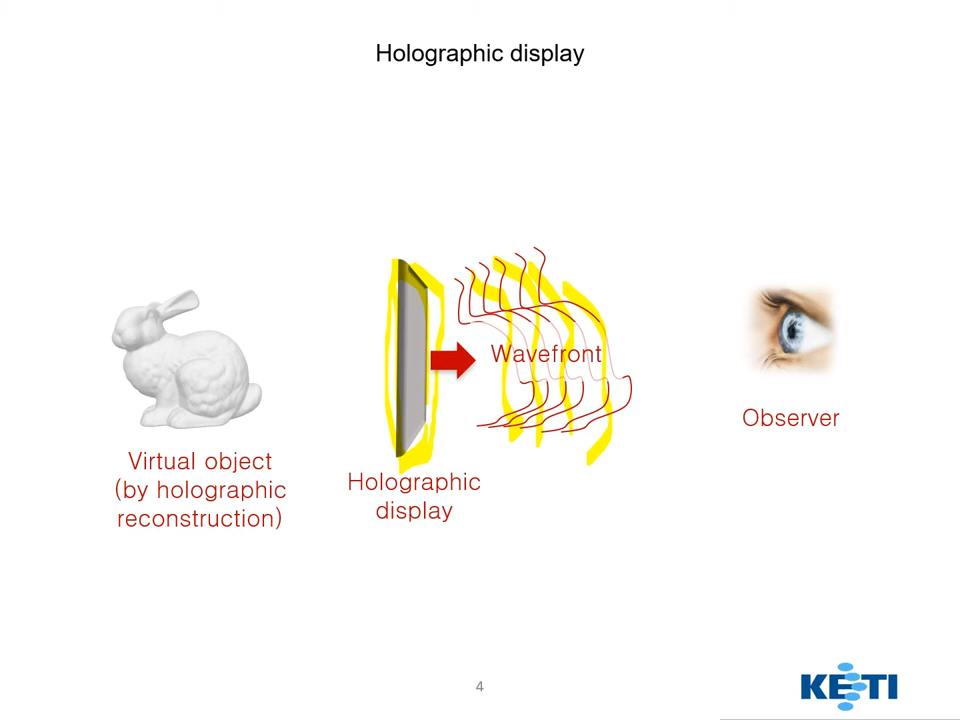 Holographic display
Wavefront
Observer
Virtual object
(by holographic
reconstruction)
Holographic
display
4
KETI